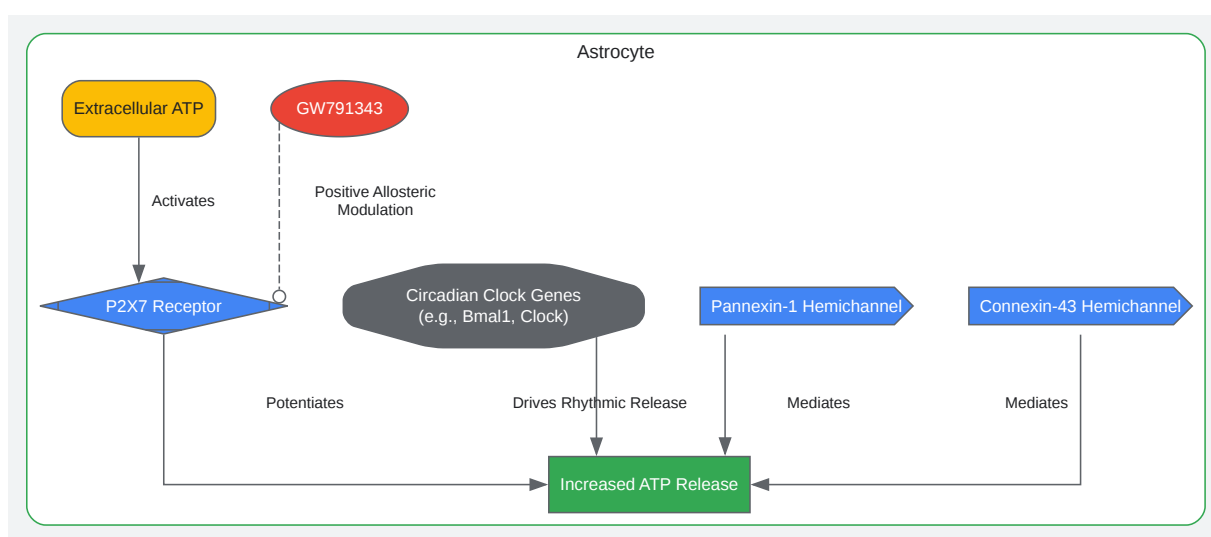 Astrocyte
Extracellular ATP
GW791343
Activates
Positive Allosteric
Modulation
P2X7 Receptor
Circadian Clock Genes
(e.g., Bmal1, Clock)
Pannexin-1 Hemichannel
Connexin-43 Hemichannel
Potentiates
Drives Rhythmic Release
Mediates
Mediates
Increased ATP Release